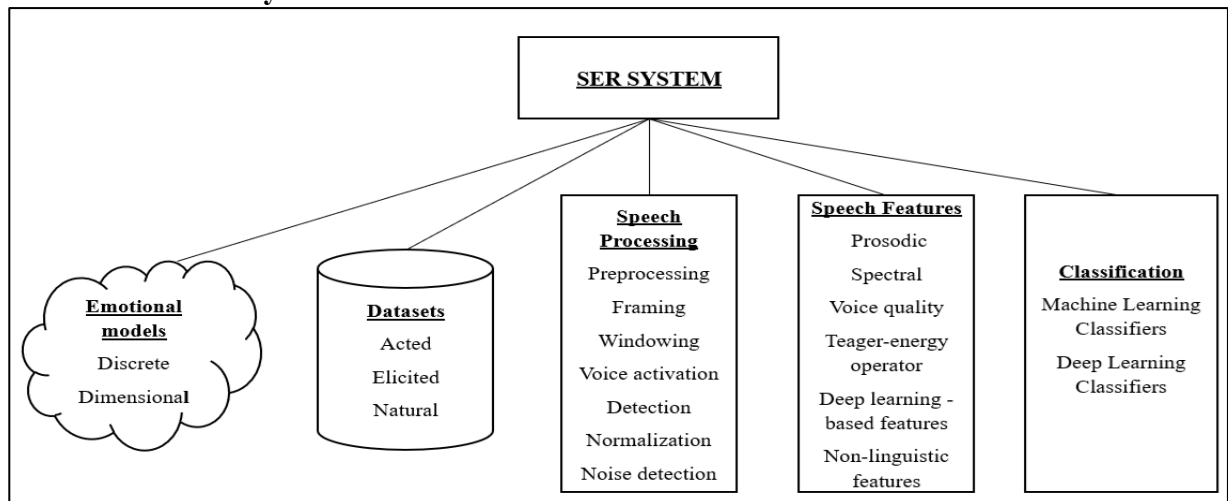 y
SER SYSTEM
Emotional
models
Discrete
Dimensional
Datasets
Acted
Elicited
Natural
Speech
Processing
Preprocessing
Framing
Windowing
Voice activation
Detection
Normalization
Noise detection
Speech Features
Prosodic
Spectral
Voice quality
Teager-energy
operator
Deep learning -
based features
Non-linguistic
features
Classification
Machine Learning
Classifiers
Deep Learning
Classifiers